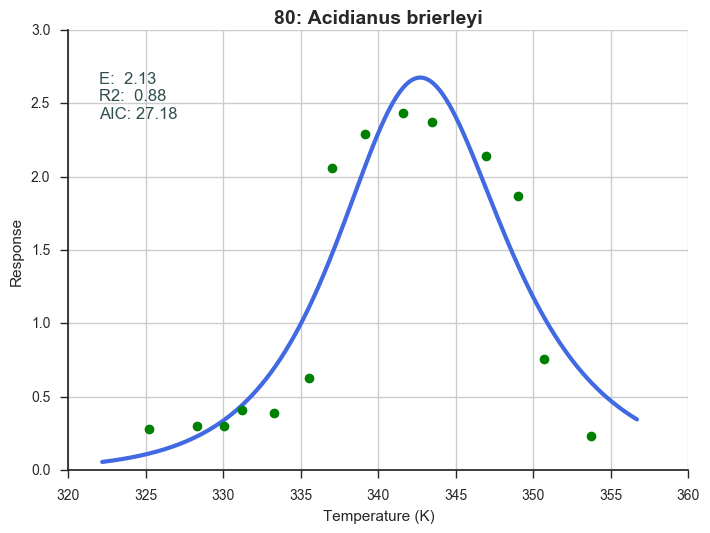 80: Acidianus brierleyi
E:  2.13
R2:  0.88
AIC: 27.18
Response
3.0
2.5
2.0
1.5
1.0
0.5
0.0
320 325 330 335 340 345 350 355 360
Temperature (K)